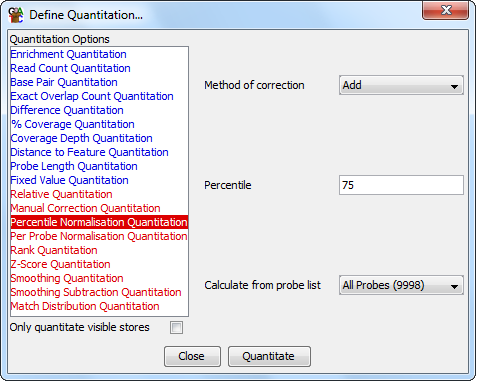 Define Quantitation...
Quantitation Options
Enrichment Quantitation
Read Count Quantitation
Base Pair Quantitation
Exact Overlap Count Quantitation
Difference Quantitation
% Coverage Quantitation
Coverage Depth Quantitation
Distance to Feature Quantitation
Probe Length Quantitation
Fixed Value Quantitation
Relative Quantitation
Manual Correction Quantitation
Percentile Normalisation Quantitation
Per Probe Normalisation Quantitation
Rank Quantitation
Z-Score Quantitation
Smoothing Quantitation
Smoothing Subtraction Quantitation
Match Distribution Quantitation
Only quantitate visible stores
Method of correction Add
Percentile 75
Calculate from probe list All Probes (9998)
Close Quantitate